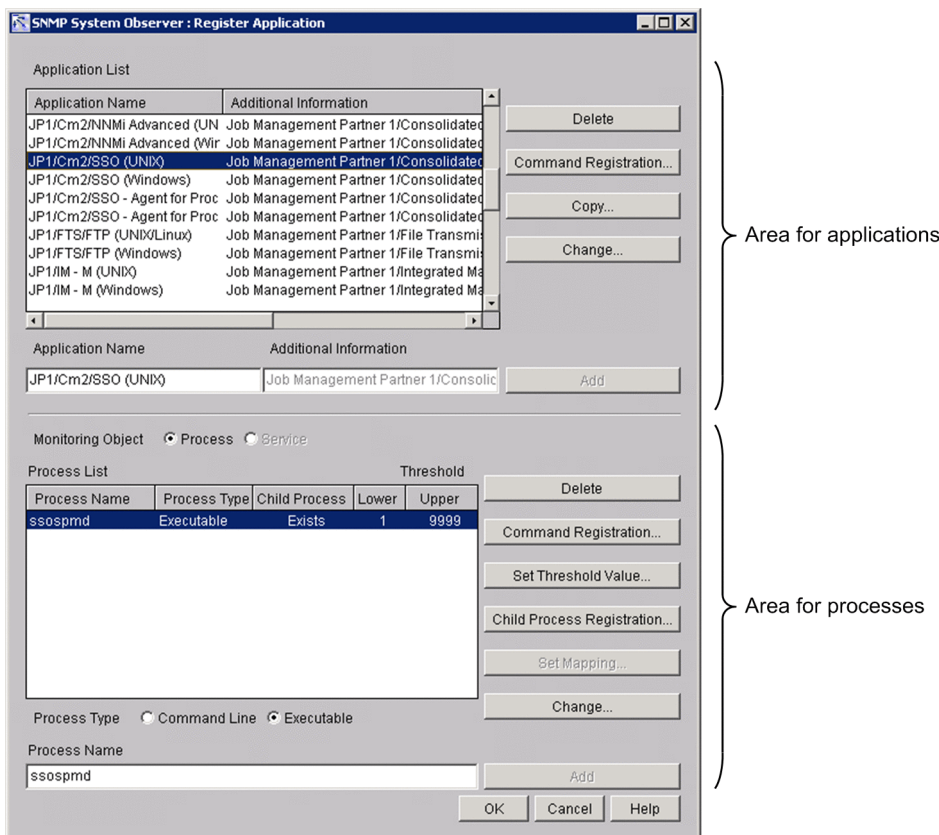 SNMP System Observer : Register Application
Application List
Application Name Additional Information
JP1/Cm2/NNMi Advanced (UN Job Management Partner 1/Consolidated
JP1/Cm2/NNMi Advanced (Wir Job Management Partner 1/Consolidated
JP1/Cm2/SSO (UNIX) Job Management Partner 1/Consolidated
JP1/Cm2/SSO (Windows) Job Management Partner 1/Consolidated
JP1/Cm2/SSO - Agent for Proc Job Management Partner 1/Consolidated
JP1/Cm2/SSO - Agent for Proc Job Management Partner 1/Consolidated
JP1/FTS/FTP (UNIX/Linux) Job Management Partner 1/File Transmis
JP1/FTS/FTP (Windows) Job Management Partner 1/File Transmis
JP1/IM - M (UNIX) Job Management Partner 1/Integrated Ma
JP1/IM - M (Windows) Job Management Partner 1/Integrated Ma
Delete
Command Registration...
Copy...
Change...
Area for applications
Application Name Additional Information
JP1/Cm2/SSO (UNIX) Job Management Partner 1/Consolic Add
Monitoring Object Process Service
Process List Threshold
Process Name Process Type Child Process Lower Upper
ssospmd Executable Exists 1 9999
Delete
Command Registration...
Set Threshold Value...
Child Process Registration...
Set Mapping...
Change...
Area for processes
Process Type Command Line Executable
Process Name
ssospmd Add
OK Cancel Help